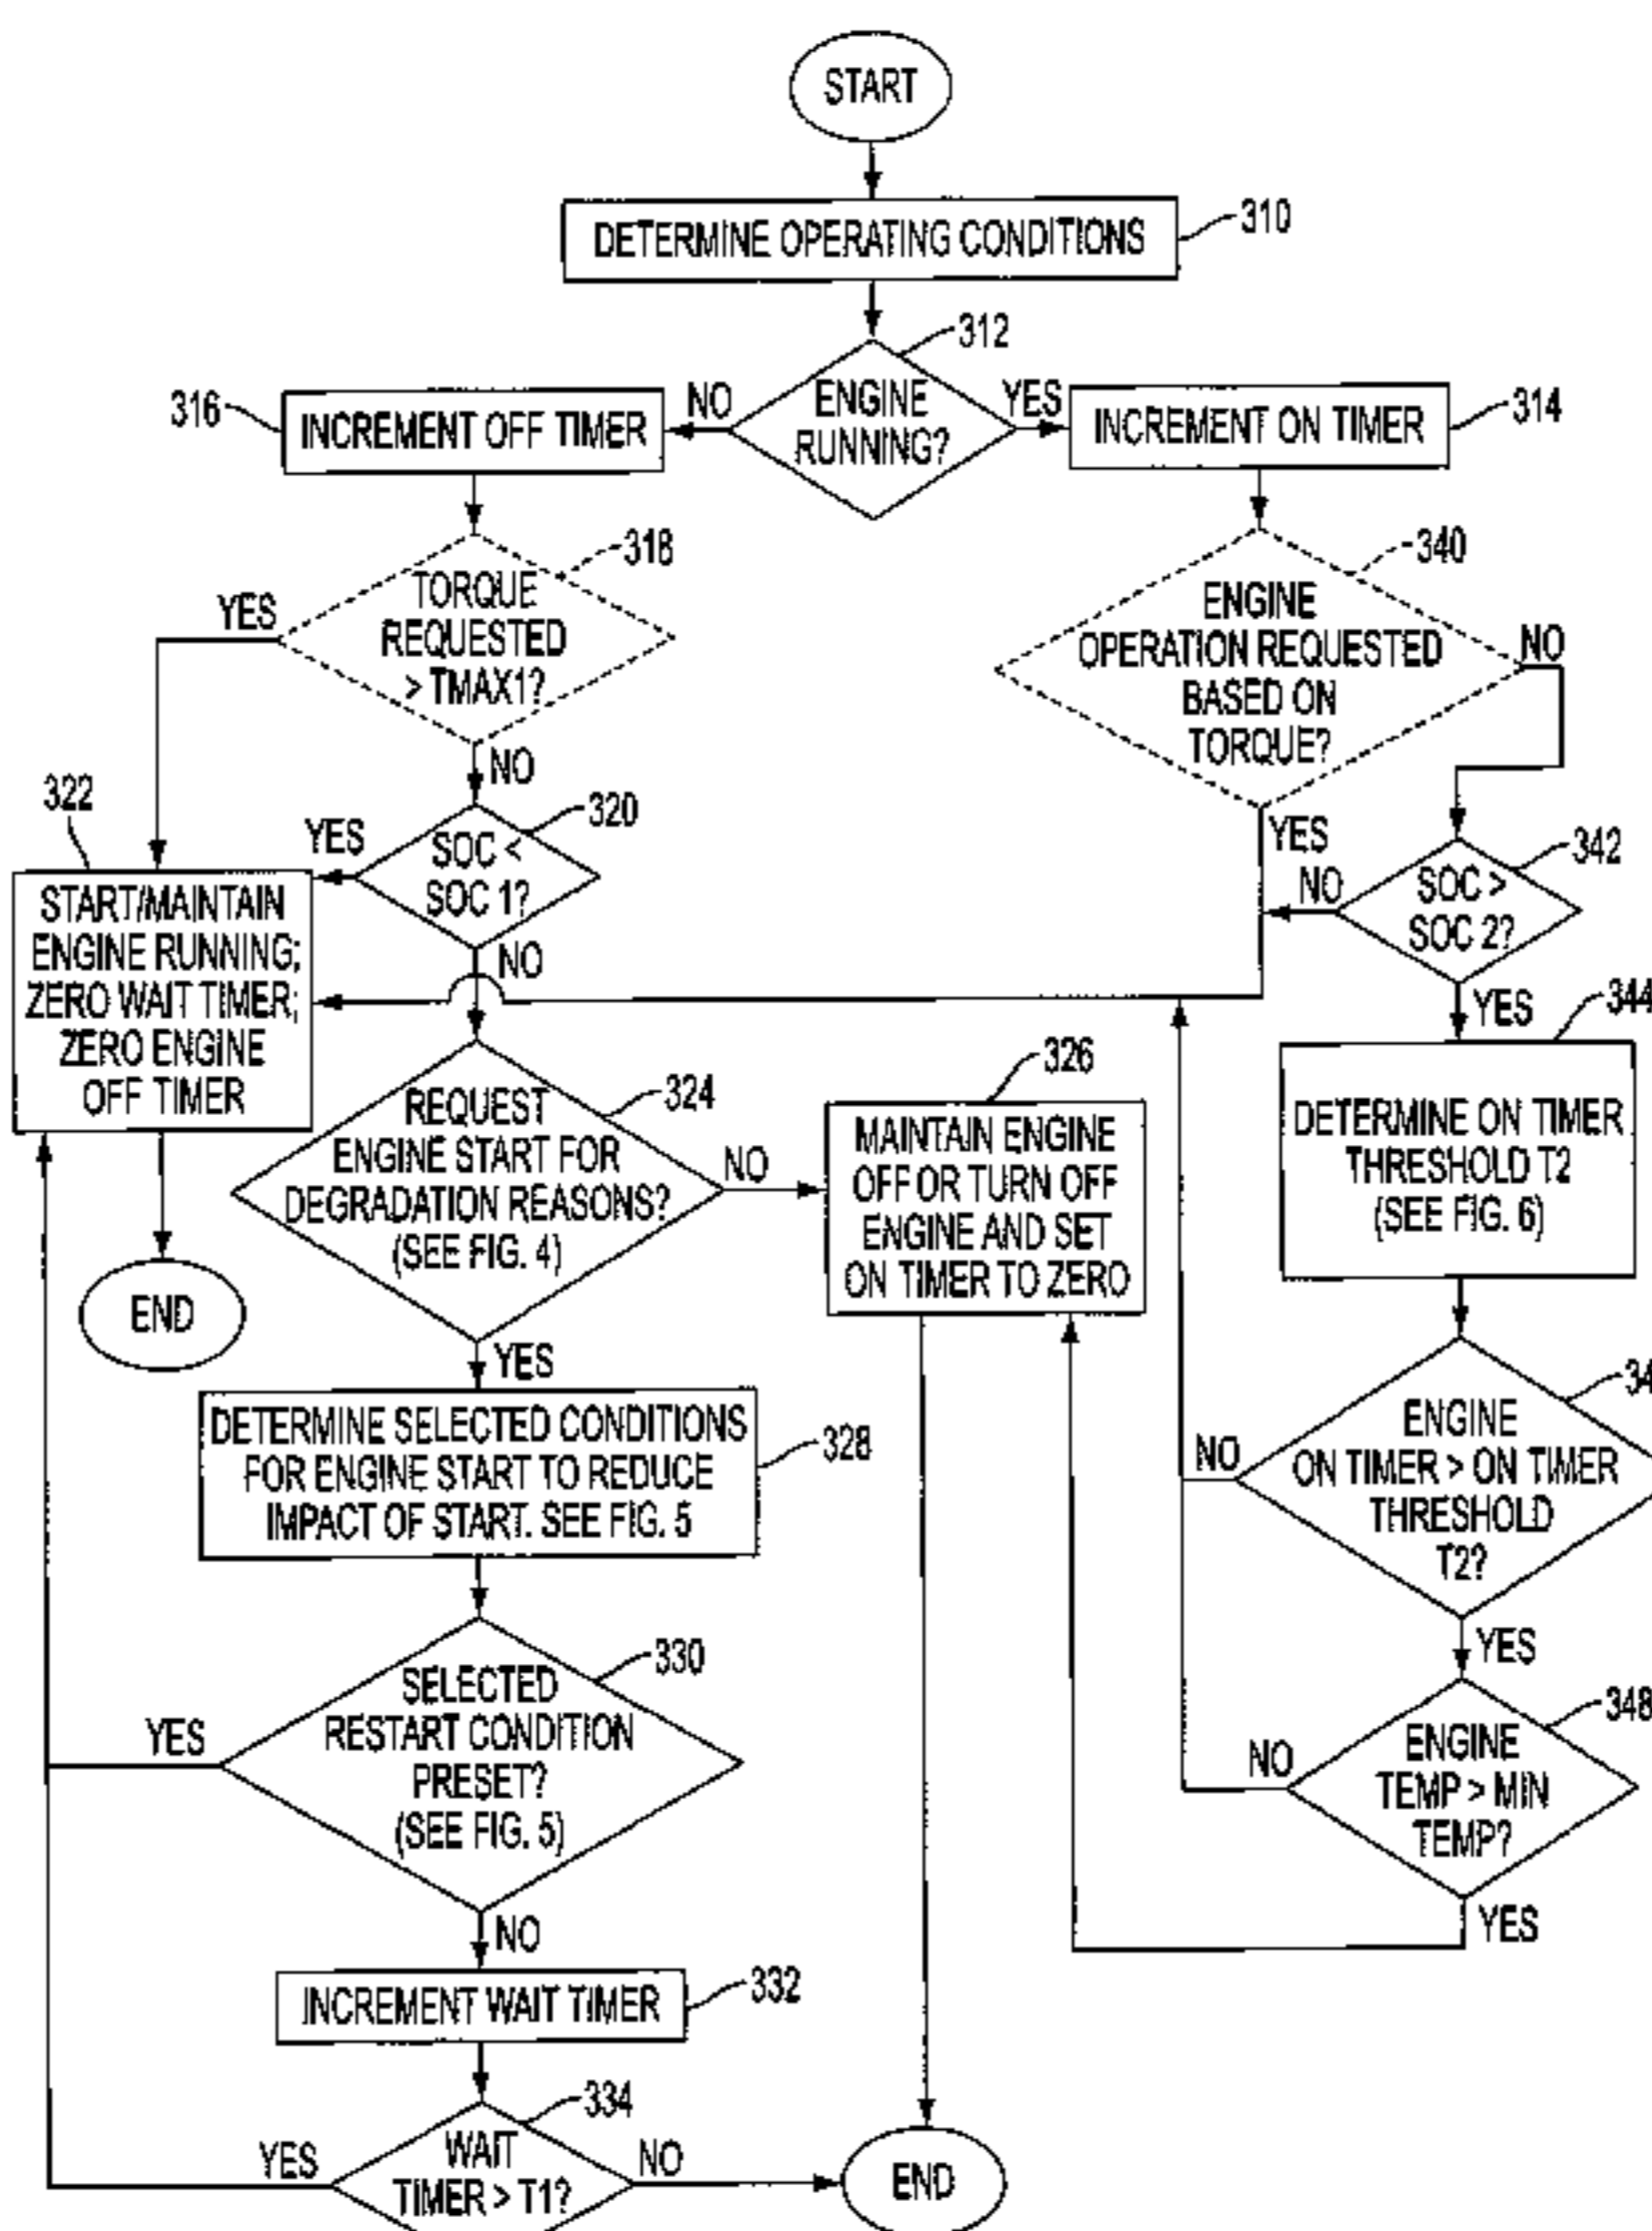 START
DETERMINE OPERATING CONDITIONS
310
312
ENGINE
RUNNING?
NO
YES
316
INCREMENT OFF TIMER
INCREMENT ON TIMER
314
318
TORQUE
REQUESTED
> TMAX1?
YES
NO
340
ENGINE
OPERATION REQUESTED
BASED ON
TORQUE?
NO
YES
322
START/MAINTAIN
ENGINE RUNNING;
ZERO WAIT TIMER;
ZERO ENGINE
OFF TIMER
END
320
SOC <
SOC 1?
YES
NO
342
SOC >
SOC 2?
NO
YES
344
DETERMINE ON TIMER
THRESHOLD T2
(SEE FIG. 6)
324
REQUEST
ENGINE START FOR
DEGRADATION REASONS?
(SEE FIG. 4)
NO
YES
326
MAINTAIN ENGINE
OFF OR TURN OFF
ENGINE AND SET
ON TIMER TO ZERO
34
ENGINE
ON TIMER > ON TIMER
THRESHOLD
T2?
NO
YES
DETERMINE SELECTED CONDITIONS
FOR ENGINE START TO REDUCE
IMPACT OF START. SEE FIG. 5
328
330
SELECTED
RESTART CONDITION
PRESET?
(SEE FIG. 5)
YES
NO
348
ENGINE
TEMP > MIN
TEMP?
NO
YES
INCREMENT WAIT TIMER
332
334
WAIT
TIMER > T1?
YES
NO
END